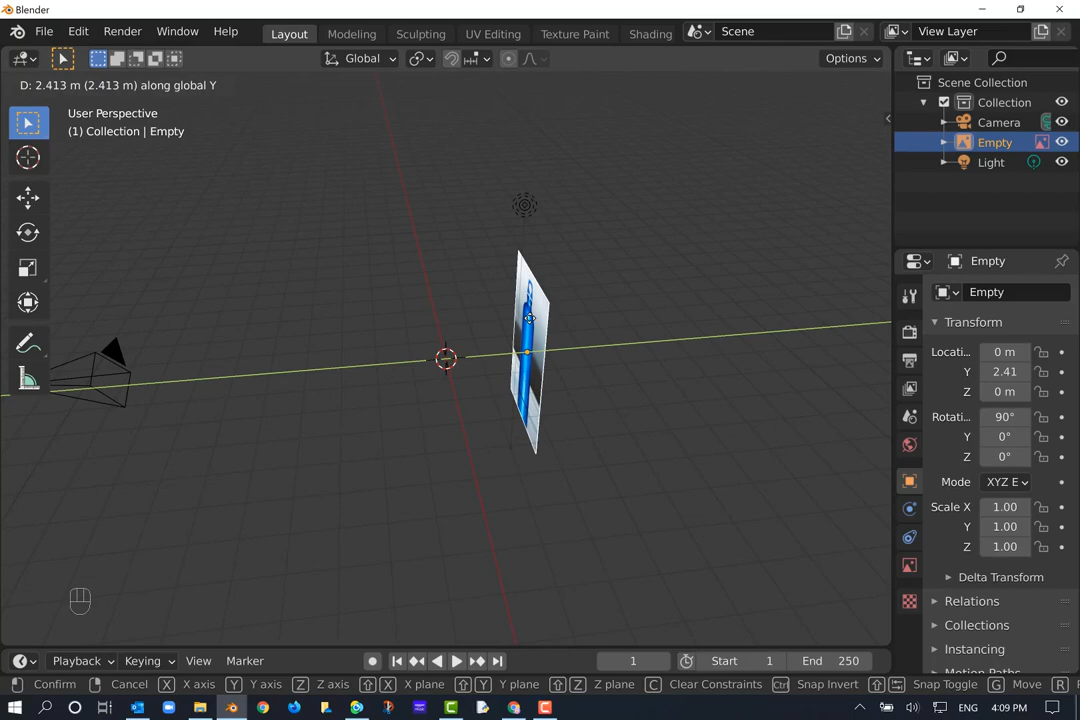 Blender
File Edit Render Window Help Layout Modeling Sculpting UV Editing Texture Paint Shading Scene View Layer
Global Options
D: 2.413 m (2.413 m) along global Y
User Perspective
(1) Collection | Empty
Scene Collection
Collection
Camera
Empty
Light
Empty
Empty
Transform
Locati... 0 m
Y 2.41
Z 0 m
Rotati... 90°
Y 0°
Z 0°
Mode XYZ E
Scale X 1.00
Y 1.00
Z 1.00
Delta Transform
Relations
Collections
Instancing
Motion Paths
Playback Keying View Marker 1 Start 1 End 250
Confirm Cancel X X axis Y Y axis Z Z axis X X plane Y Y plane Z Z plane C Clear Constraints Ctrl Snap Invert Snap Toggle G Move R
4:09 PM